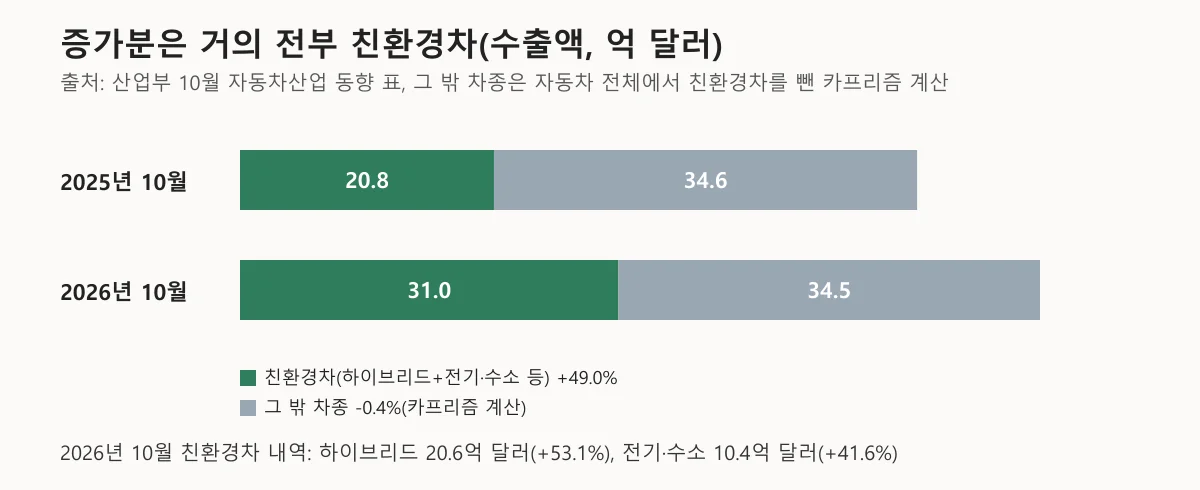 증가분은 거의 전부 친환경차(수출액, 억 달러)
출처: 산업부 10월 자동차산업 동향 표, 그 밖 차종은 자동차 전체에서 친환경차를 뺀 카프리즘 계산
2025년 10월
20.8
34.6
2026년 10월
31.0
34.5
친환경차(하이브리드+전기·수소 등) +49.0%
그 밖 차종 -0.4%(카프리즘 계산)
2026년 10월 친환경차 내역: 하이브리드 20.6억 달러(+53.1%), 전기·수소 10.4억 달러(+41.6%)